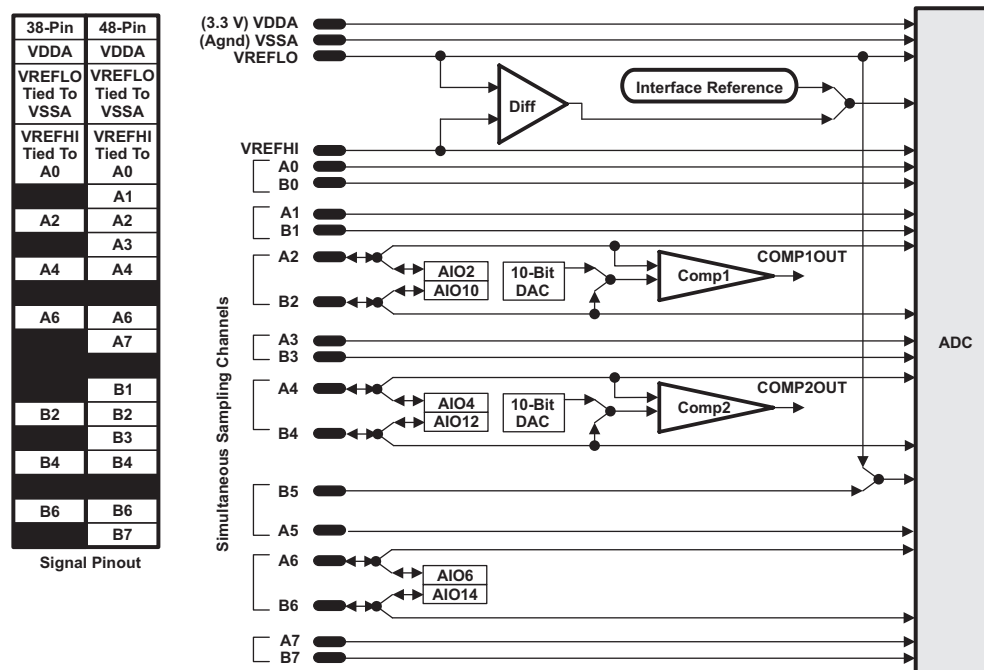 38-Pin 48-Pin
VDDA VDDA
VREFLO VREFLO
Tied To Tied To
VSSA VSSA
VREFHI VREFHI
Tied To Tied To
A0 A0
A1
A2 A2
A3
A4 A4
A6 A6
A7
B1
B2 B2
B3
B4 B4
B6 B6
B7
Signal Pinout
(3.3 V) VDDA
(Agnd) VSSA
VREFLO
Diff
Interface Reference
VREFHI
A0
B0
A1
B1
A2
AIO2
AIO10
10-Bit
DAC
Comp1
COMP1OUT
B2
Simultaneous Sampling Channels
A3
B3
ADC
A4
AIO4
AIO12
10-Bit
DAC
Comp2
COMP2OUT
B4
B5
A5
A6
AIO6
AIO14
B6
A7
B7